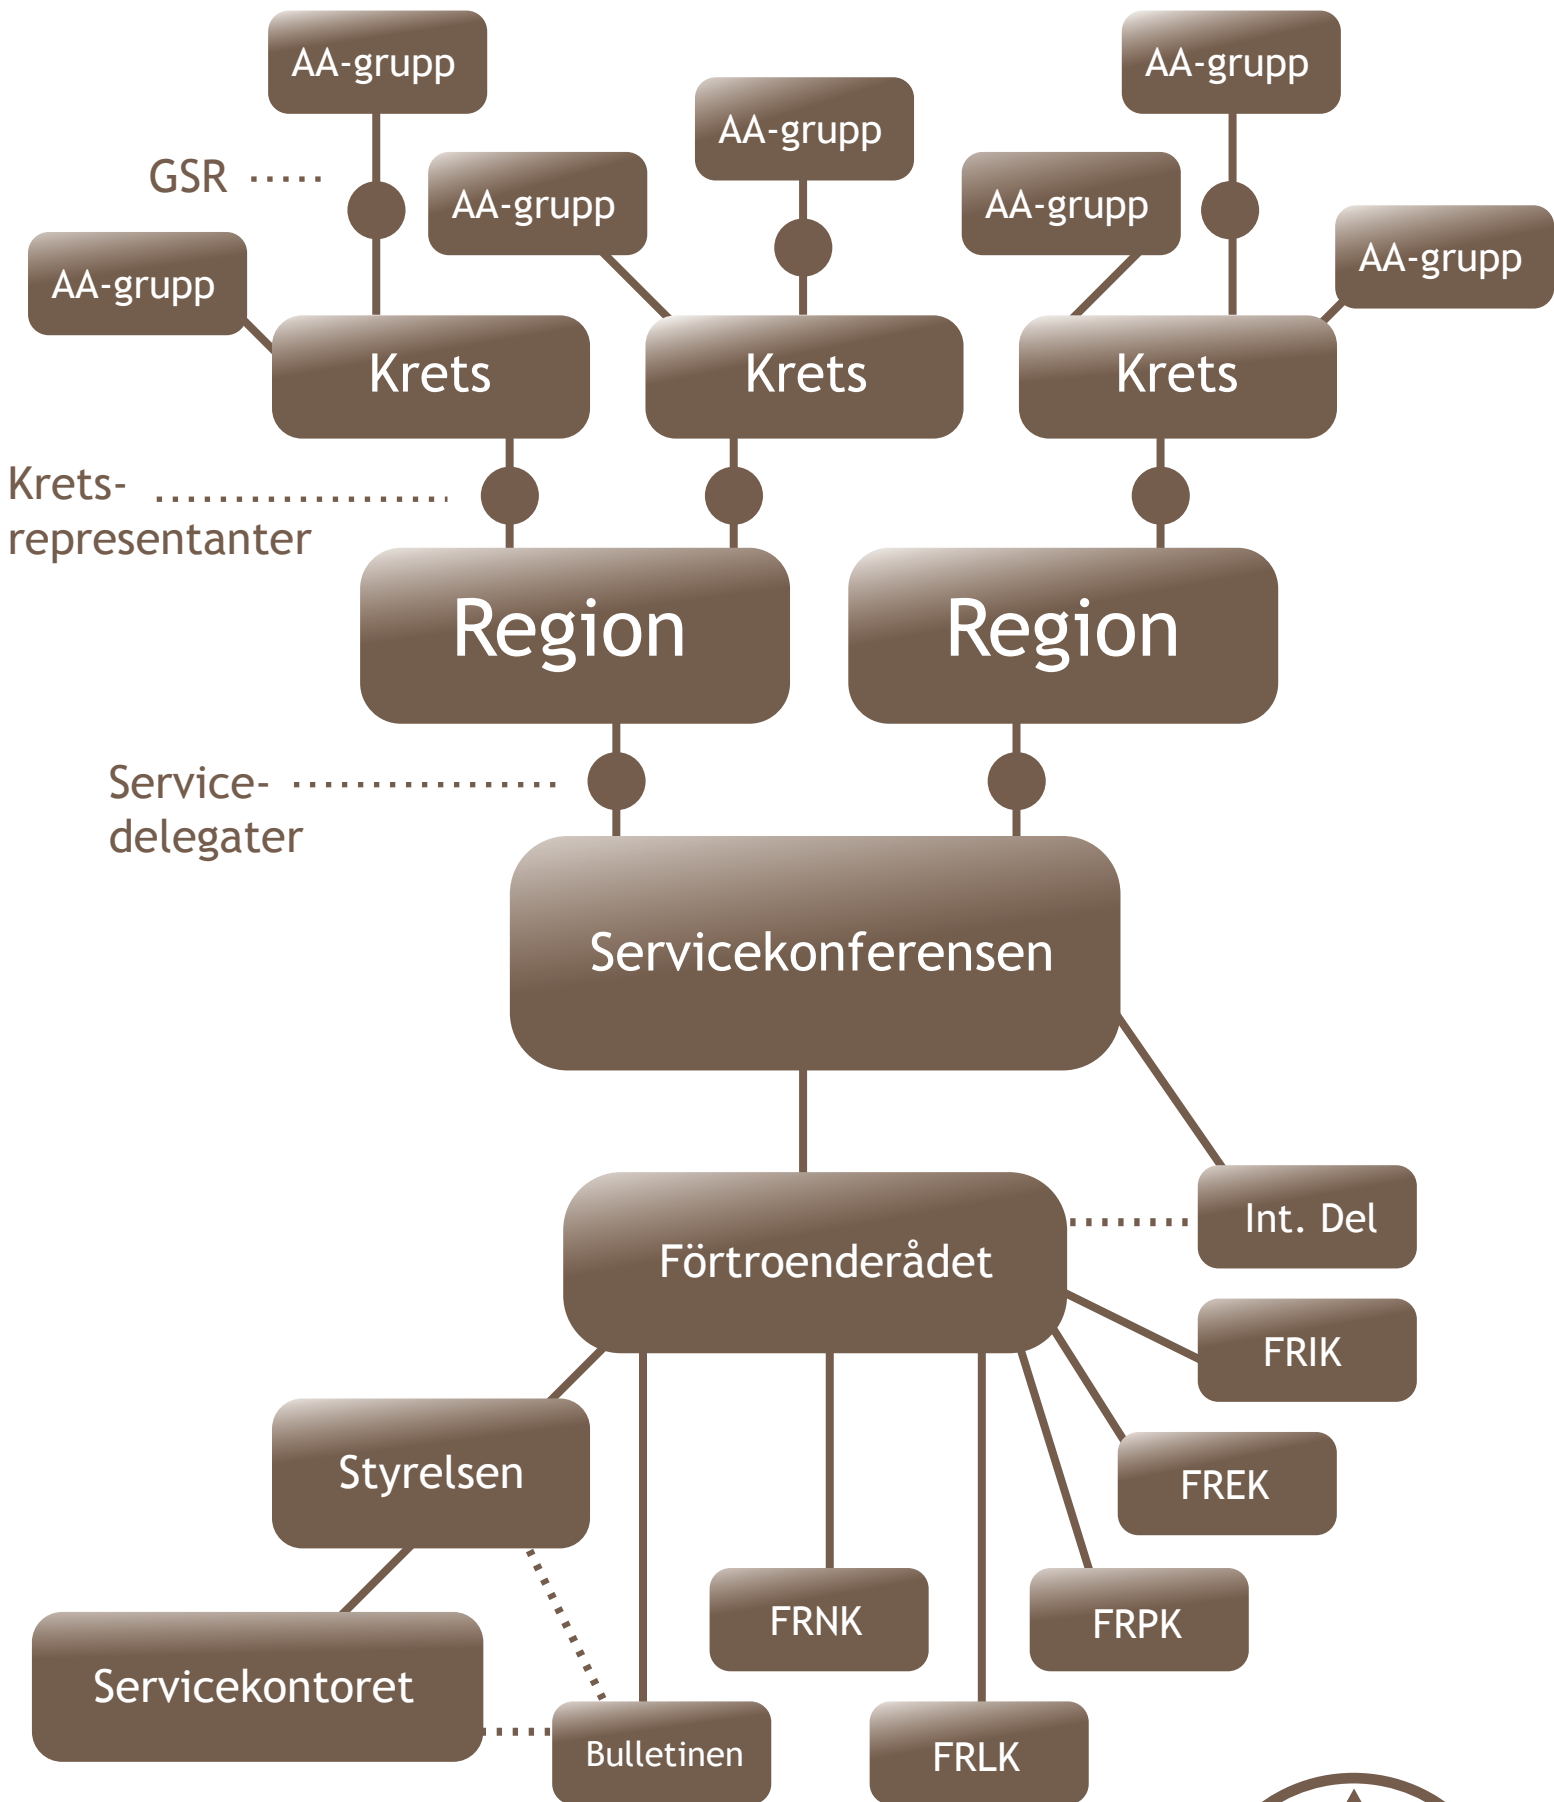 AA-grupp
AA-grupp
AA-grupp
GSR
AA-grupp
AA-grupp
AA-grupp
AA-grupp
Krets
Krets
Krets
Krets-
representanter
Region
Region
Service-
delegater
Servicekonferensen
Int. Del
Förtroenderådet
FRIK
Styrelsen
FREK
FRNK
FRPK
Servicekontoret
Bulletinen
FRLK